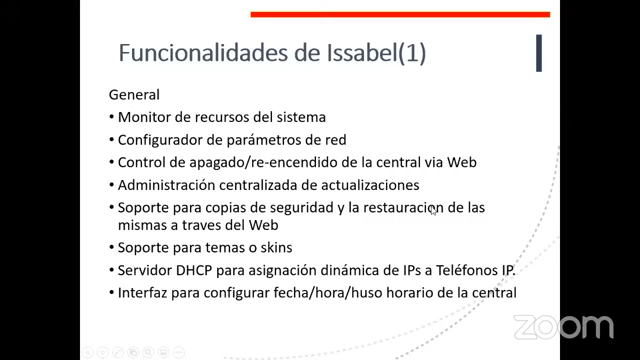 Funcionalidades de Issabel(1)
General
• Monitor de recursos del sistema
• Configurador de parámetros de red
• Control de apagado/re-encendido de la central via Web
• Administración centralizada de actualizaciones
• Soporte para copias de seguridad y la restauracion de las
mismas a traves del Web
• Soporte para temas o skins
• Servidor DHCP para asignación dinámica de IPs a Teléfonos IP.
• Interfaz para configurar fecha/hora/huso horario de la central
zoom